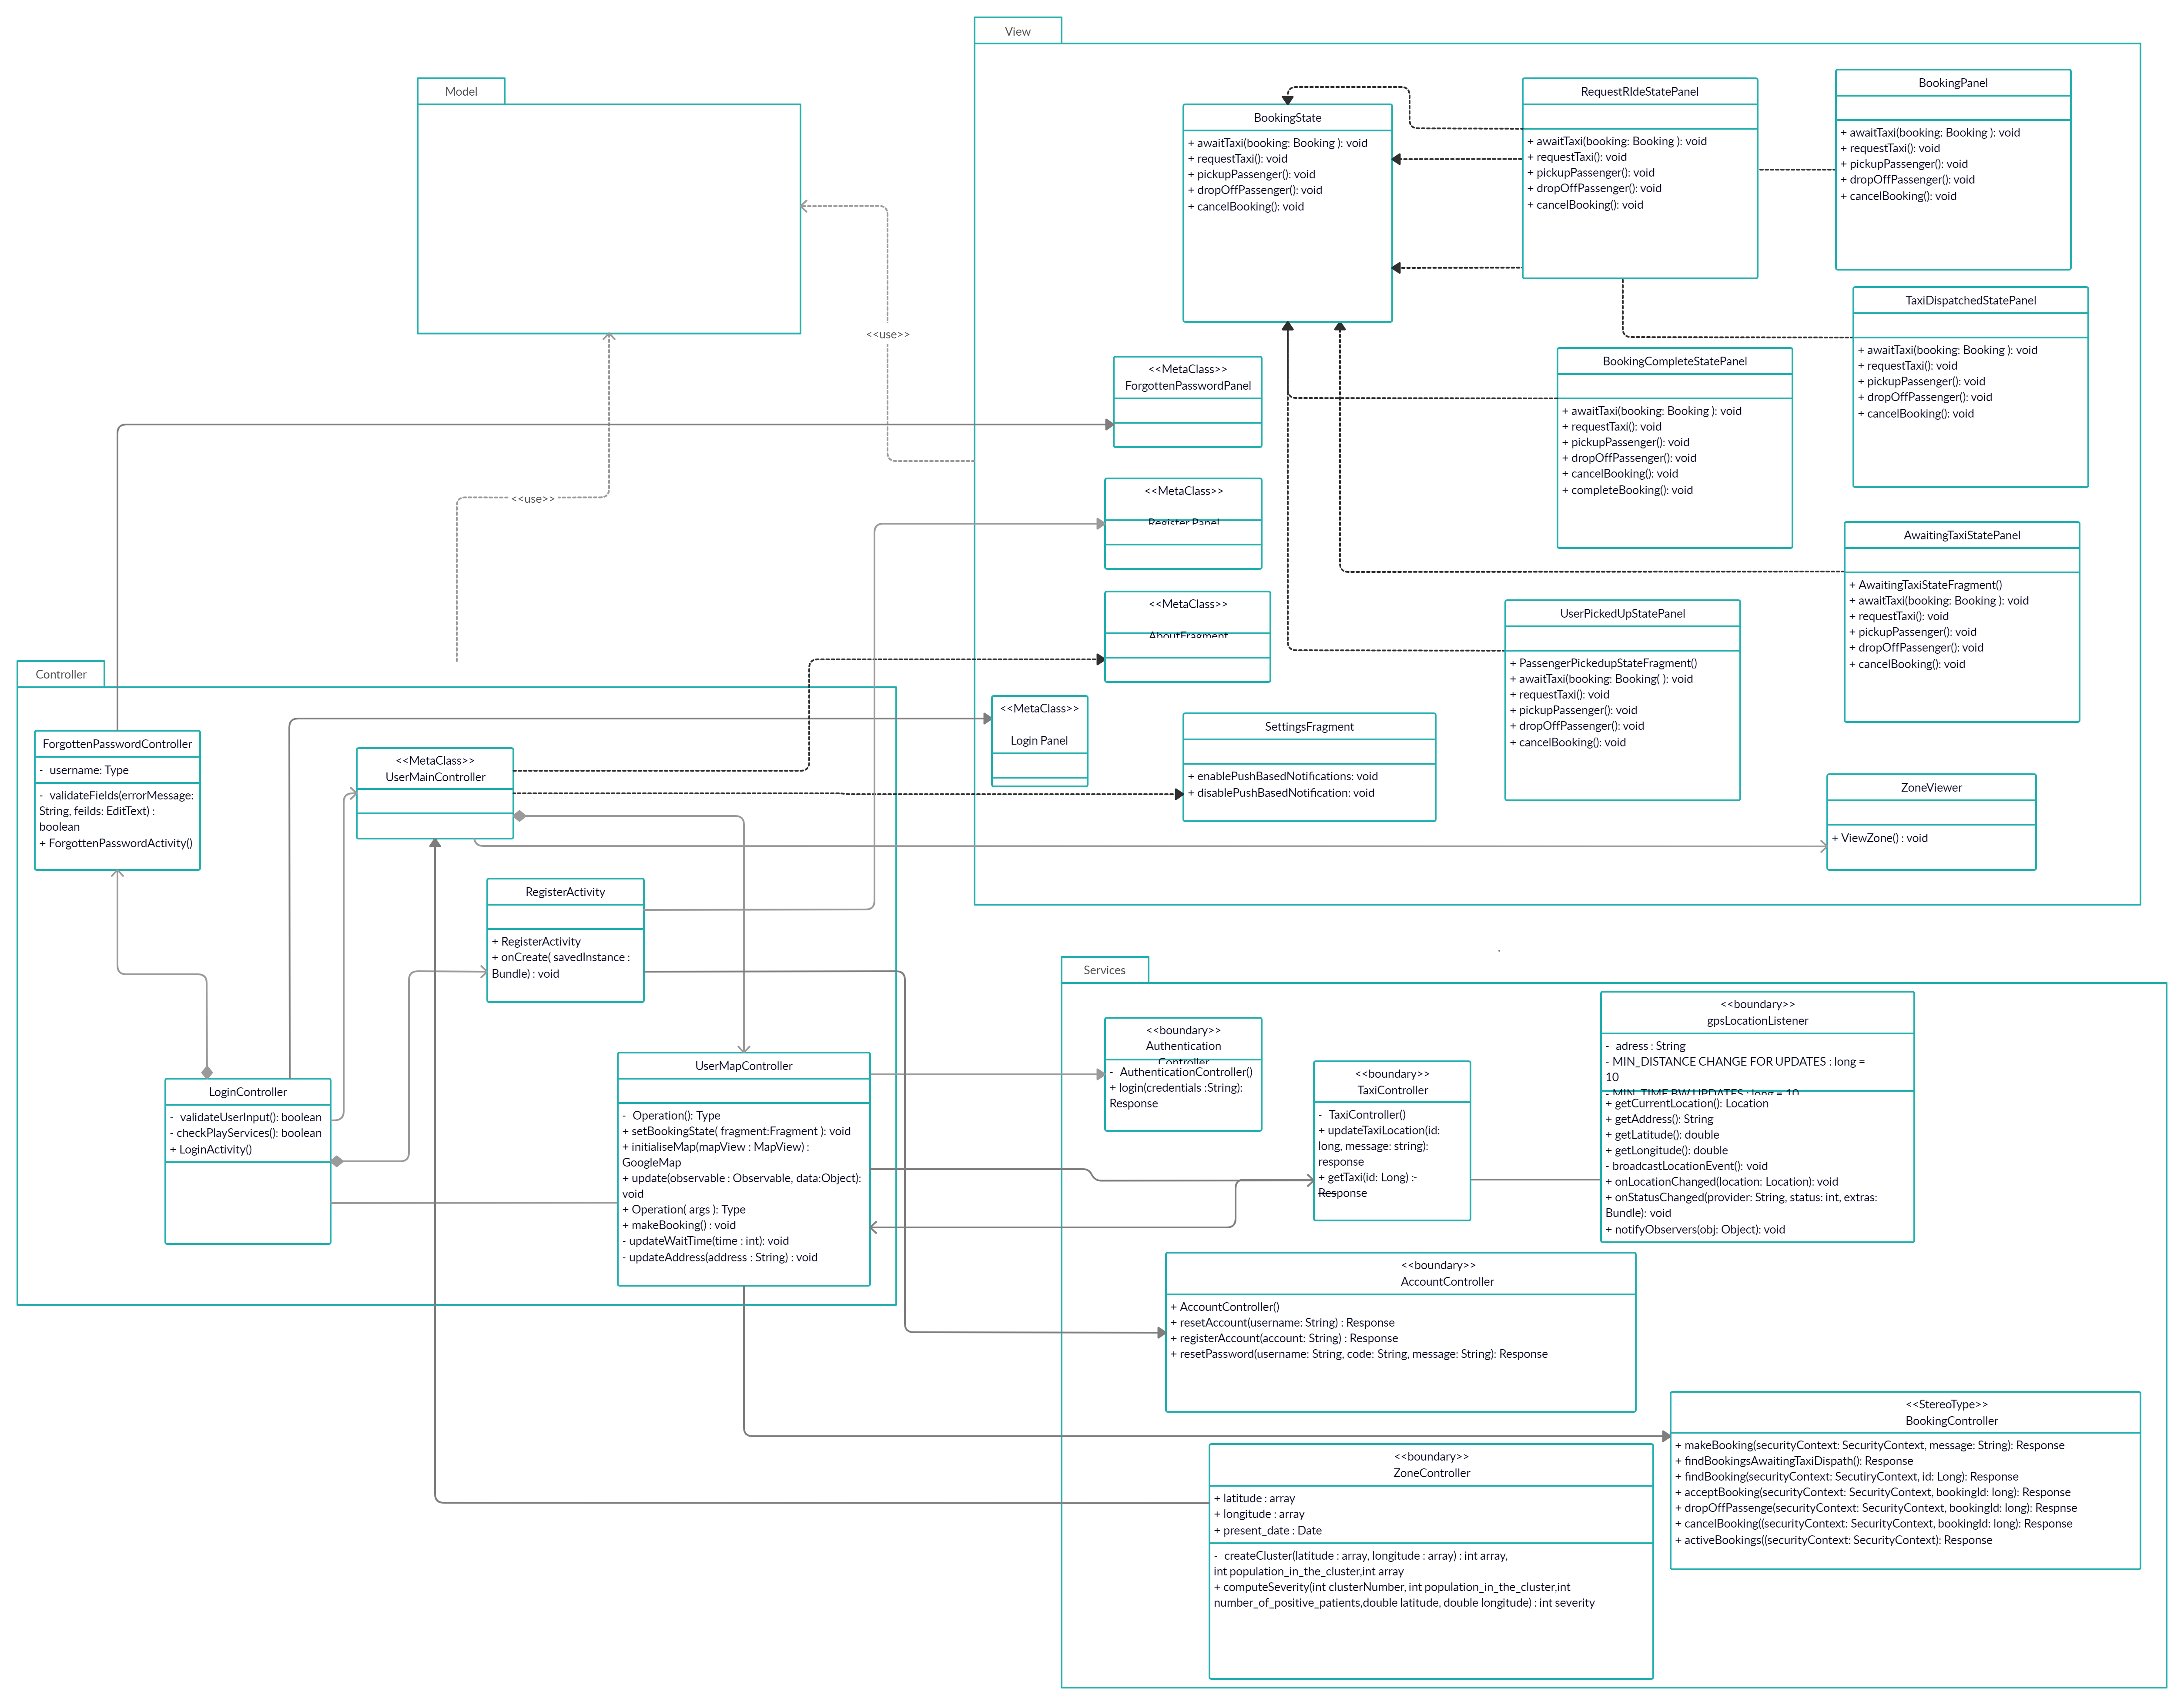 View
BookingState
+ awaitTaxi(booking: Booking ): void
+ requestTaxi(): void
+ pickupPassenger(): void
+ dropOffPassenger(): void
+ cancelBooking(): void
RequestRIdeStatePanel
+ awaitTaxi(booking: Booking ): void
+ requestTaxi(): void
+ pickupPassenger(): void
+ dropOffPassenger(): void
+ cancelBooking(): void
BookingPanel
+ awaitTaxi(booking: Booking ): void
+ requestTaxi(): void
+ pickupPassenger(): void
+ dropOffPassenger(): void
+ cancelBooking(): void
TaxiDispatchedStatePanel
+ awaitTaxi(booking: Booking ): void
+ requestTaxi(): void
+ pickupPassenger(): void
+ dropOffPassenger(): void
+ cancelBooking(): void
BookingCompleteStatePanel
+ awaitTaxi(booking: Booking ): void
+ requestTaxi(): void
+ pickupPassenger(): void
+ dropOffPassenger(): void
+ cancelBooking(): void
+ completeBooking(): void
AwaitingTaxiStatePanel
+ AwaitingTaxiStateFragment()
+ awaitTaxi(booking: Booking ): void
+ requestTaxi(): void
+ pickupPassenger(): void
+ dropOffPassenger(): void
+ cancelBooking(): void
UserPickedUpStatePanel
+ PassengerPickedupStateFragment()
+ awaitTaxi(booking: Booking( ): void
+ requestTaxi(): void
+ pickupPassenger(): void
+ dropOffPassenger(): void
+ cancelBooking(): void
<<MetaClass>>
ForgottenPasswordPanel
<<MetaClass>>
Register Panel
<<MetaClass>>
AboutFragment
<<MetaClass>>
Login Panel
SettingsFragment
+ enablePushBasedNotifications: void
+ disablePushBasedNotification: void
ZoneViewer
+ ViewZone() : void
Model
<<use>>
<<use>>
Controller
ForgottenPasswordController
- username: Type
- validateFields(errorMessage:
String, feilds: EditText) :
boolean
+ ForgottenPasswordActivity()
<<MetaClass>>
UserMainController
RegisterActivity
+ RegisterActivity
+ onCreate( savedInstance :
Bundle) : void
LoginController
- validateUserInput(): boolean
- checkPlayServices(): boolean
+ LoginActivity()
UserMapController
- Operation(): Type
+ setBookingState( fragment:Fragment ): void
+ initialiseMap(mapView : MapView) :
GoogleMap
+ update(observable : Observable, data:Object):
void
+ Operation( args ): Type
+ makeBooking() : void
- updateWaitTime(time : int): void
- updateAddress(address : String) : void
Services
<<boundary>>
Authentication
Controller
- AuthenticationController()
+ login(credentials :String):
Response
<<boundary>>
TaxiController
- TaxiController()
+ updateTaxiLocation(id:
long, message: string):
response
+ getTaxi(id: Long) :-
Response
<<boundary>>
gpsLocationListener
- adress : String
- MIN_DISTANCE CHANGE FOR UPDATES : long =
10
- MIN_TIME BW UPDATES : long = 10
+ getCurrentLocation(): Location
+ getAddress(): String
+ getLatitude(): double
+ getLongitude(): double
- broadcastLocationEvent(): void
+ onLocationChanged(location: Location): void
+ onStatusChanged(provider: String, status: int, extras:
Bundle): void
+ notifyObservers(obj: Object): void
<<boundary>>
AccountController
+ AccountController()
+ resetAccount(username: String) : Response
+ registerAccount(account: String) : Response
+ resetPassword(username: String, code: String, message: String): Response
<<StereoType>>
BookingController
+ makeBooking(securityContext: SecurityContext, message: String): Response
+ findBookingsAwaitingTaxiDispath(): Response
+ findBooking(securityContext: SecutiryContext, id: Long): Response
+ acceptBooking(securityContext: SecurityContext, bookingId: long): Response
+ dropOffPassenge(securityContext: SecurityContext, bookingId: long): Respnse
+ cancelBooking((securityContext: SecurityContext, bookingId: long): Response
+ activeBookings((securityContext: SecurityContext): Response
<<boundary>>
ZoneController
+ latitude : array
+ longitude : array
+ present_date : Date
- createCluster(latitude : array, longitude : array) : int array,
int population_in_the_cluster,int array
+ computeSeverity(int clusterNumber, int population_in_the_cluster,int
number_of_positive_patients,double latitude, double longitude) : int severity